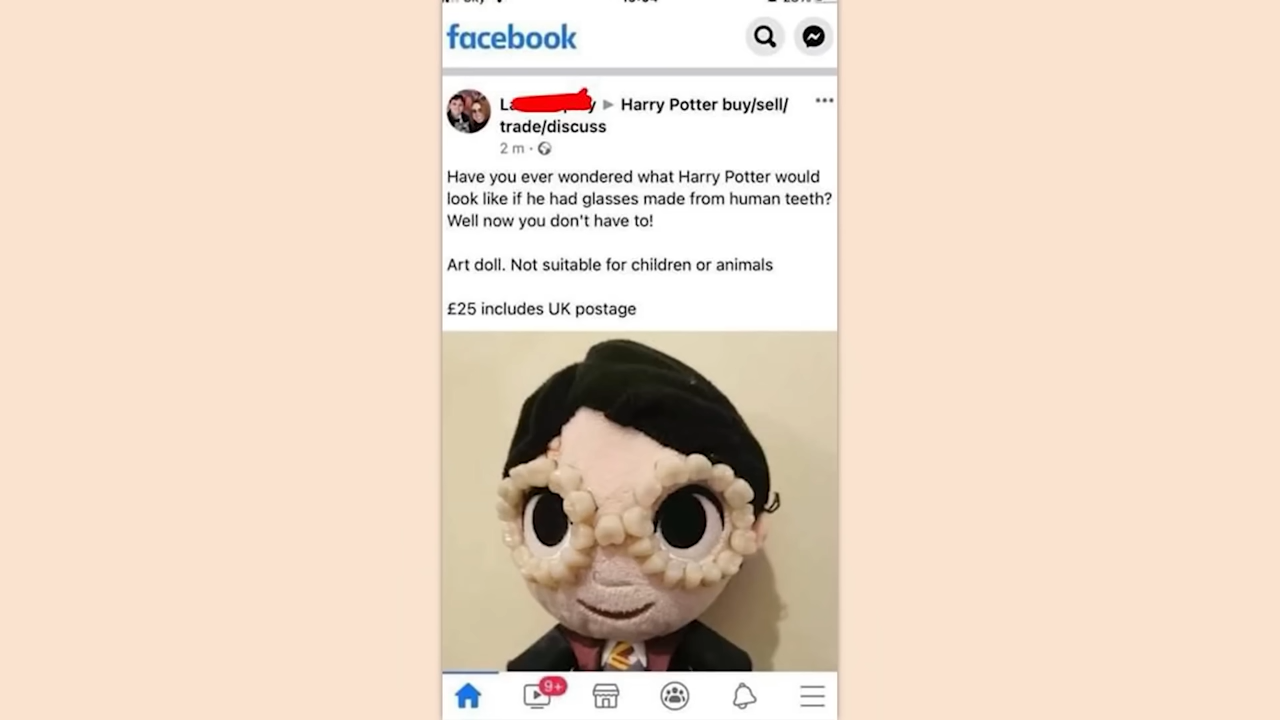 facebook
Harry Potter buy/sell/
trade/discuss
2 m ·
Have you ever wondered what Harry Potter would
look like if he had glasses made from human teeth?
Well now you don't have to!
Art doll. Not suitable for children or animals
£25 includes UK postage
9+